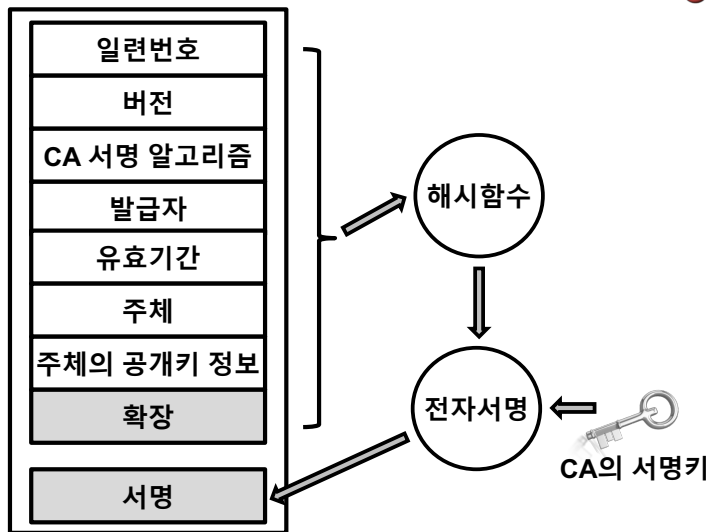 일련번호
버전
CA 서명 알고리즘
발급자
유효기간
주체
주체의 공개키 정보
확장
서명
해시함수
전자서명
CA의 서명키